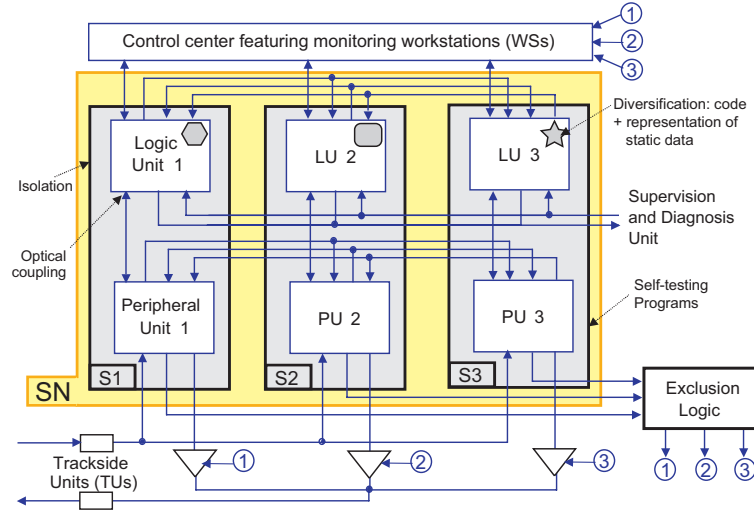 Control center featuring monitoring workstations (WSs)
1
2
3
Logic
Unit 1
LU 2
LU 3
Diversification: code
+ representation of
static data
Isolation
Optical
coupling
Supervision
and Diagnosis
Unit
Peripheral
Unit 1
PU 2
PU 3
Self-testing
Programs
S1
S2
S3
SN
Exclusion
Logic
Trackside
Units (TUs)
1
2
3
1
2
3